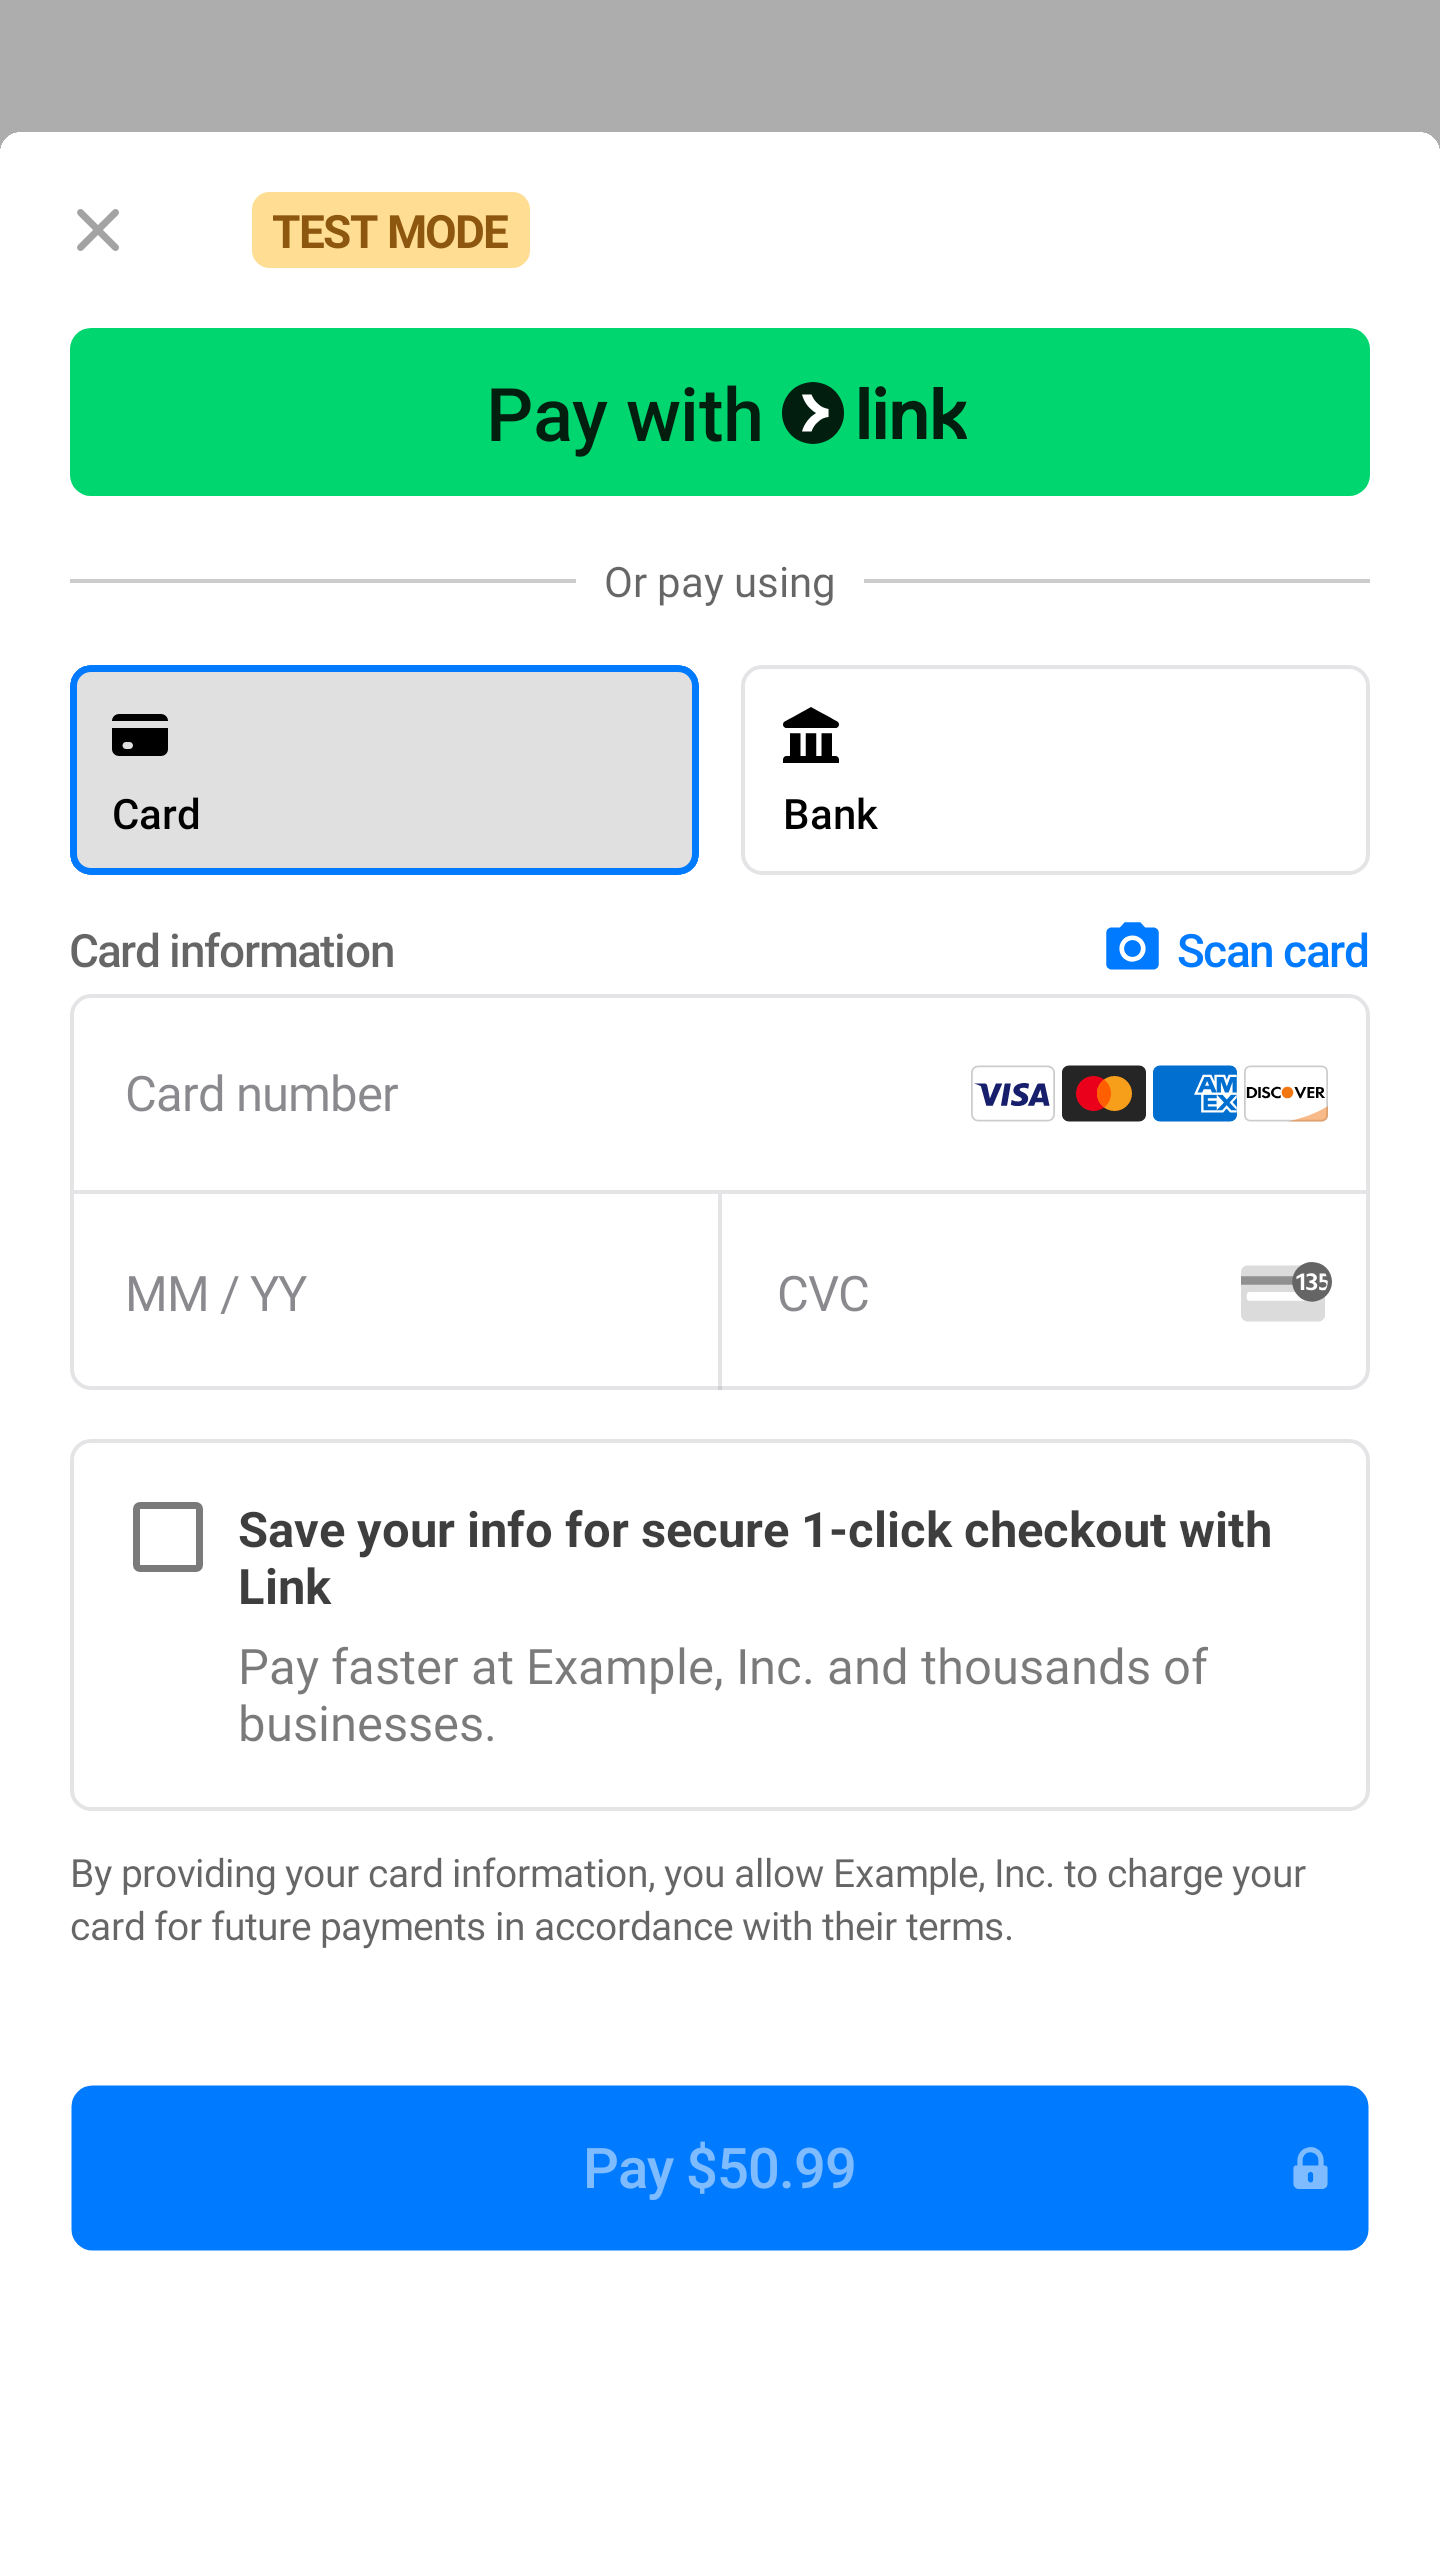 TEST MODE
Pay with link
Or pay using
Card
Bank
Card information
Scan card
Card number
VISA
AM
EX
DISCOVER
MM / YY
CVC
135
Save your info for secure 1-click checkout with
Link
Pay faster at Example, Inc. and thousands of
businesses.
By providing your card information, you allow Example, Inc. to charge your
card for future payments in accordance with their terms.
Pay $50.99